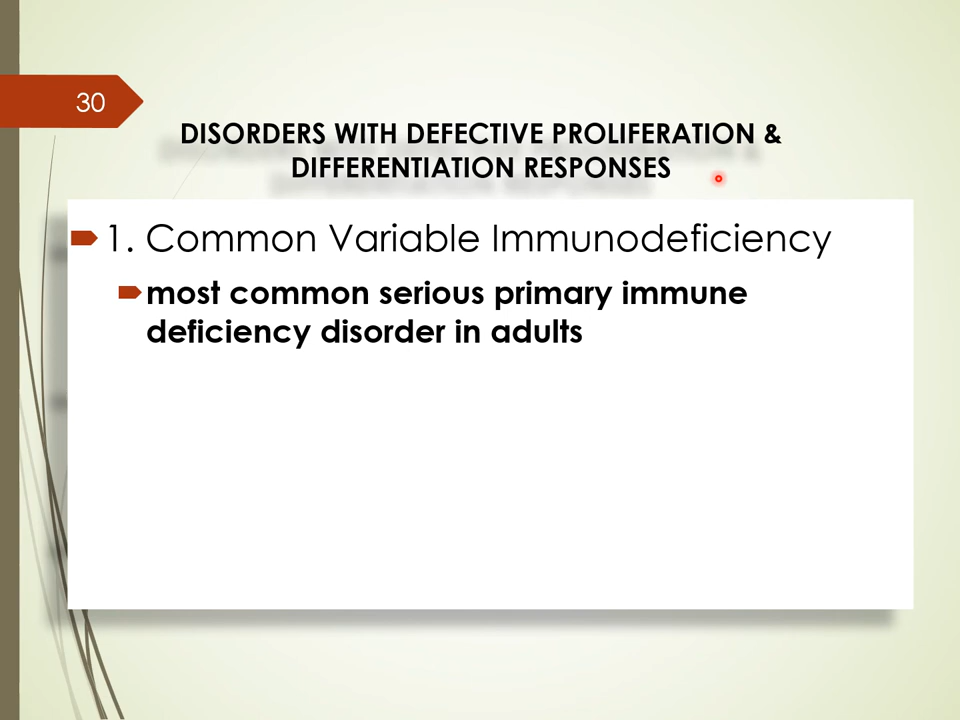 30
DISORDERS WITH DEFECTIVE PROLIFERATION &
DIFFERENTIATION RESPONSES
1. Common Variable Immunodeficiency
most common serious primary immune
deficiency disorder in adults